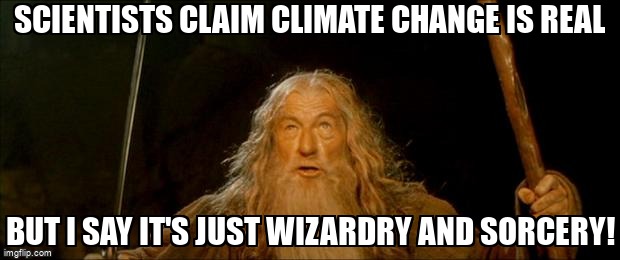 SCIENTISTS CLAIM CLIMATE CHANGE IS REAL
BUT I SAY IT'S JUST WIZARDRY AND SORCERY!
imgflip.com